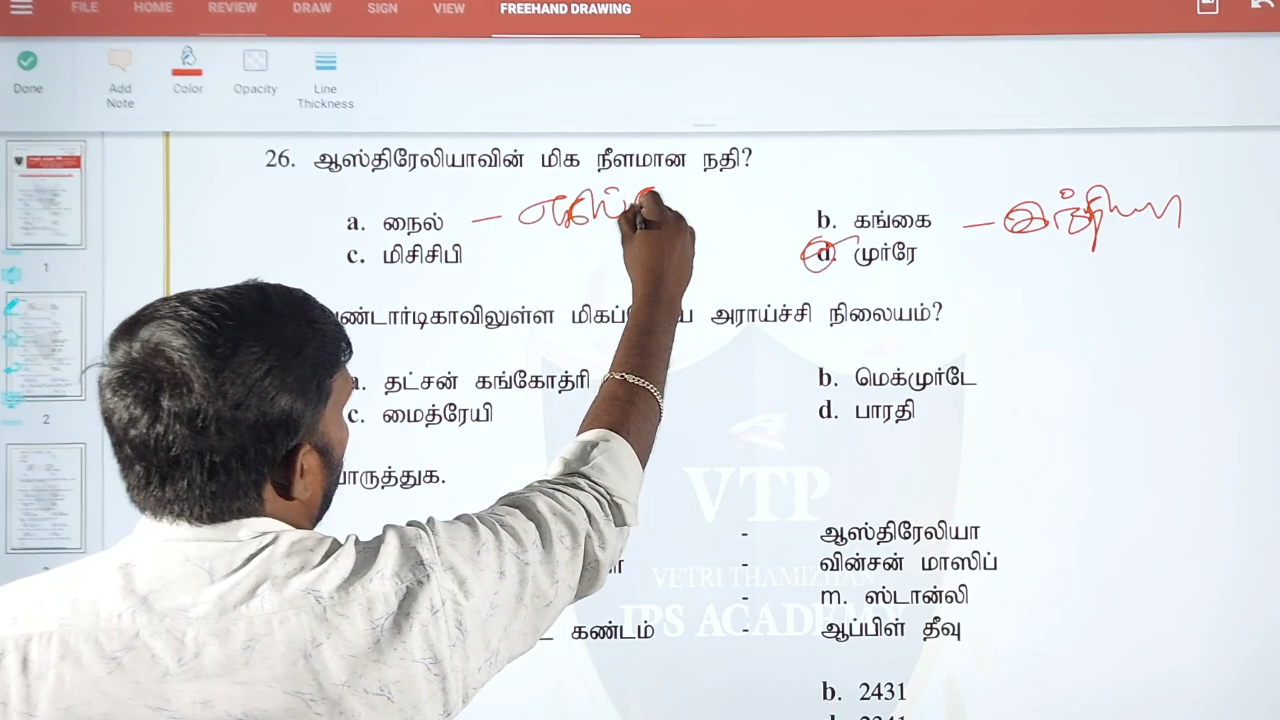 FILE HOME REVIEW DRAW SIGN VIEW FREEHAND DRAWING
Done Add Note Color Opacity Line Thickness
26. ஆஸ்திரேலியாவின் மிக நீளமான நதி?
a. நைல் – b. கங்கை – இந்தியா
c. மிசிசிபி d. முர்ரே
அராய்ச்சி நிலையம்?
a. தட்சன் கங்கோத்ரி b. மெக்முர்டே
c. மைத்ரேயி d. பாரதி
- ஆஸ்திரேலியா
- வின்சன் மாஸிப்
- m. ஸ்டான்லி
கண்டம் - ஆப்பிள் தீவு
b. 2431
1
2
VTP
VETRI THAMIZHAN
IPS ACADEMY